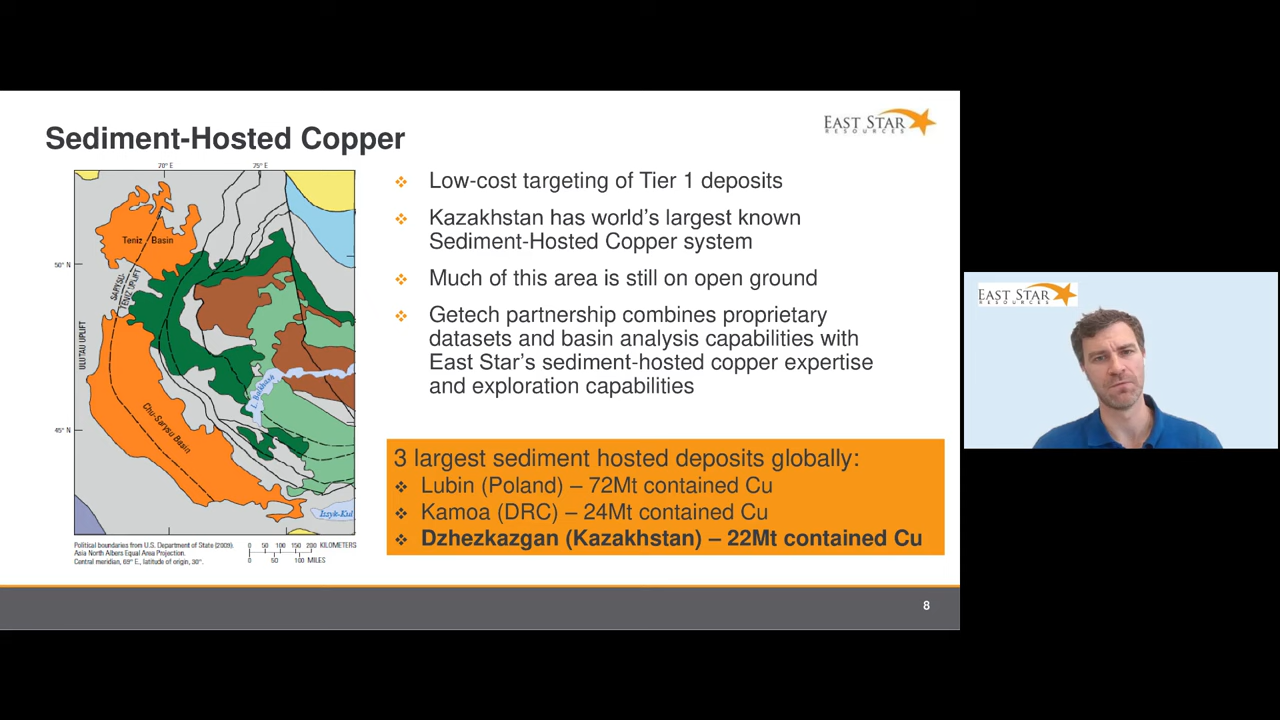 Sediment-Hosted Copper
EAST STAR
RESOURCES
70° E
75° E
50° N
45° N
Teniz Basin
SARYSU-
TENIZ UPLIFT
ULUTAU UPLIFT
Chu-Sarysu Basin
L. Balkhash
Issyk-Kul
Political boundaries from U.S. Department of State (2009).
Asia North Albers Equal Area Projection.
Central meridian, 69° E., latitude of origin, 30°.
0 50 100 150 200 KILOMETERS
0 50 100 MILES
❖ Low-cost targeting of Tier 1 deposits
❖ Kazakhstan has world's largest known
Sediment-Hosted Copper system
❖ Much of this area is still on open ground
❖ Getech partnership combines proprietary
datasets and basin analysis capabilities with
East Star's sediment-hosted copper expertise
and exploration capabilities
3 largest sediment hosted deposits globally:
❖ Lubin (Poland) – 72Mt contained Cu
❖ Kamoa (DRC) – 24Mt contained Cu
❖ Dzhezkazgan (Kazakhstan) – 22Mt contained Cu
8
EAST STAR
RESOURCES